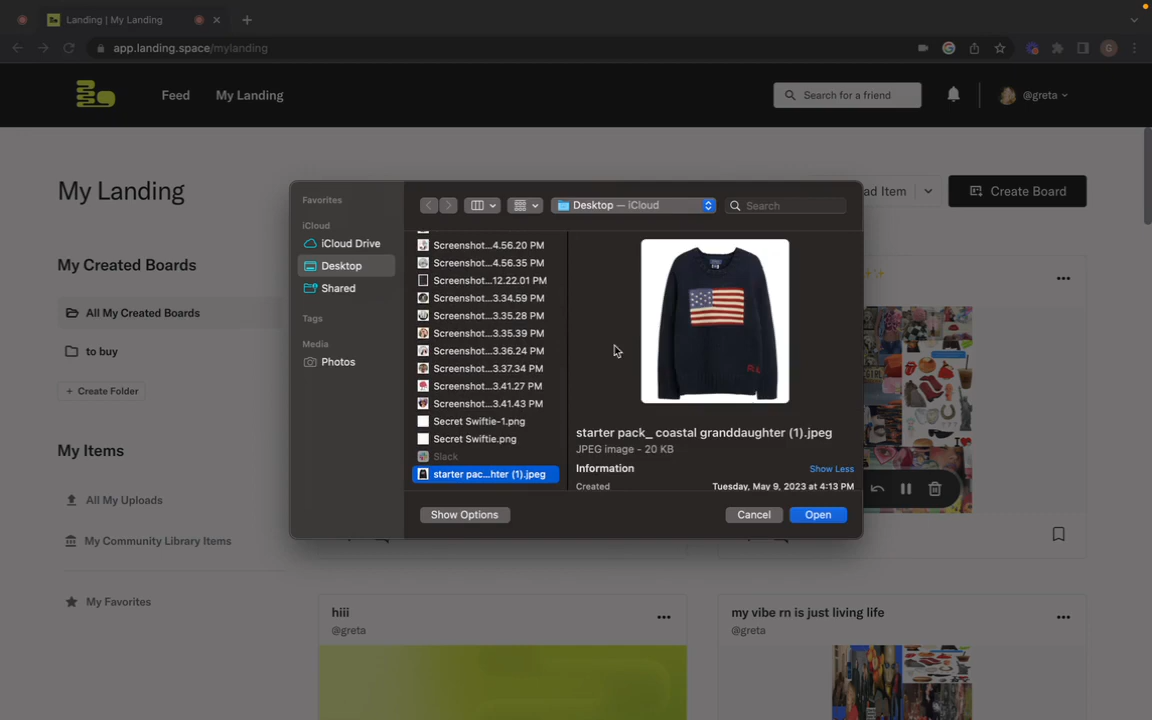 Landing | My Landing
app.landing.space/mylanding
Feed
My Landing
Search for a friend
@greta
My Landing
ad Item
Create Board
My Created Boards
All My Created Boards
to buy
+ Create Folder
My Items
All My Uploads
My Community Library Items
My Favorites
Favorites
iCloud
iCloud Drive
Desktop
Shared
Tags
Media
Photos
Desktop — iCloud
Search
Screenshot...4.56.20 PM
Screenshot...4.56.35 PM
Screenshot...12.22.01 PM
Screenshot...3.34.59 PM
Screenshot...3.35.28 PM
Screenshot...3.35.39 PM
Screenshot...3.36.24 PM
Screenshot...3.37.34 PM
Screenshot...3.41.27 PM
Screenshot...3.41.43 PM
Secret Swiftie-1.png
Secret Swiftie.png
Slack
starter pac...hter (1).jpeg
starter pack_ coastal granddaughter (1).jpeg
JPEG image - 20 KB
Information
Show Less
Created
Tuesday, May 9, 2023 at 4:13 PM
Show Options
Cancel
Open
hiii
@greta
my vibe rn is just living life
@greta